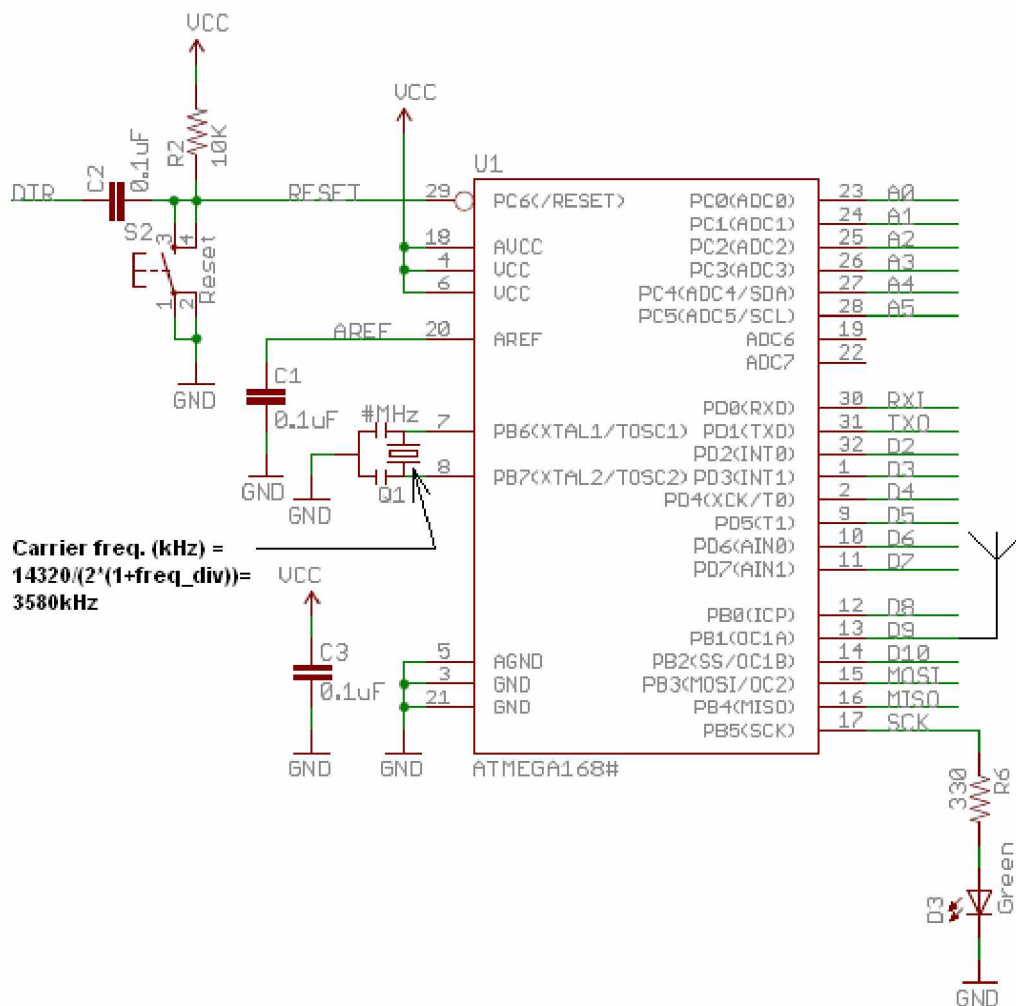 VCC
R2
10K
C2
0.1uF
DTR
RESET
S2
3
4
1
2
Reset
GND
VCC
U1
29
PC6(/RESET)
18
AVCC
4
VCC
6
VCC
AREF
20
AREF
C1
0.1uF
GND
#MHz
7
PB6(XTAL1/TOSC1)
8
PB7(XTAL2/TOSC2)
Q1
GND
Carrier freq. (kHz) =
14320/(2*(1+freq_div))=
3580kHz
VCC
C3
0.1uF
GND
5
AGND
3
GND
21
GND
GND
ATMEGA168#
PC0(ADC0) 23 A0
PC1(ADC1) 24 A1
PC2(ADC2) 25 A2
PC3(ADC3) 26 A3
PC4(ADC4/SDA) 27 A4
PC5(ADC5/SCL) 28 A5
ADC6 19
ADC7 22
PD0(RXD) 30 RXI
PD1(TXD) 31 TXO
PD2(INT0) 32 D2
PD3(INT1) 1 D3
PD4(XCK/T0) 2 D4
PD5(T1) 9 D5
PD6(AIN0) 10 D6
PD7(AIN1) 11 D7
PB0(ICP) 12 D8
PB1(OC1A) 13 D9
PB2(SS/OC1B) 14 D10
PB3(MOSI/OC2) 15 MOSI
PB4(MISO) 16 MISO
PB5(SCK) 17 SCK
330
R6
D3
Green
GND